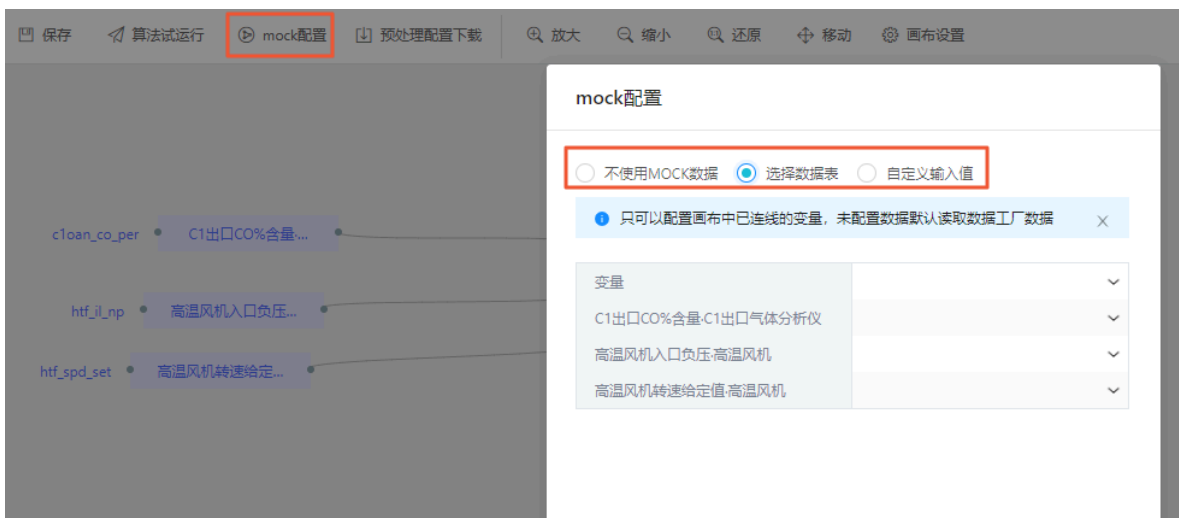 保存 算法试运行 mock配置 预处理配置下载 放大 缩小 还原 移动 画布设置
mock配置
不使用MOCK数据 选择数据表 自定义输入值
只可以配置画布中已连线的变量，未配置数据默认读取数据工厂数据
c1oan_co_per C1出口CO%含量·...
htf_il_np 高温风机入口负压...
htf_spd_set 高温风机转速给定...
变量
C1出口CO%含量·C1出口气体分析仪
高温风机入口负压·高温风机
高温风机转速给定值·高温风机